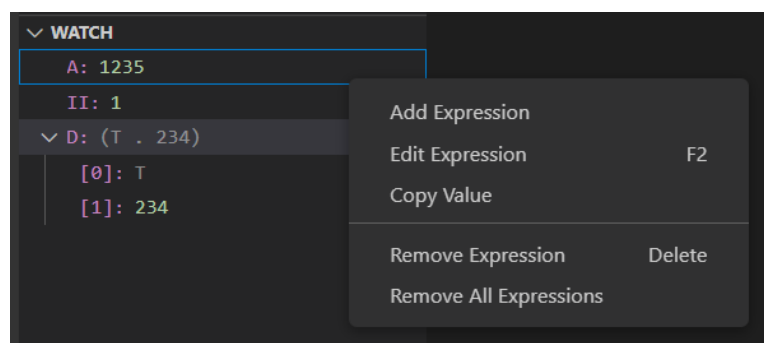 WATCH
A: 1235
II: 1
D: (T . 234)
[0]: T
[1]: 234
Add Expression
Edit Expression F2
Copy Value
Remove Expression Delete
Remove All Expressions